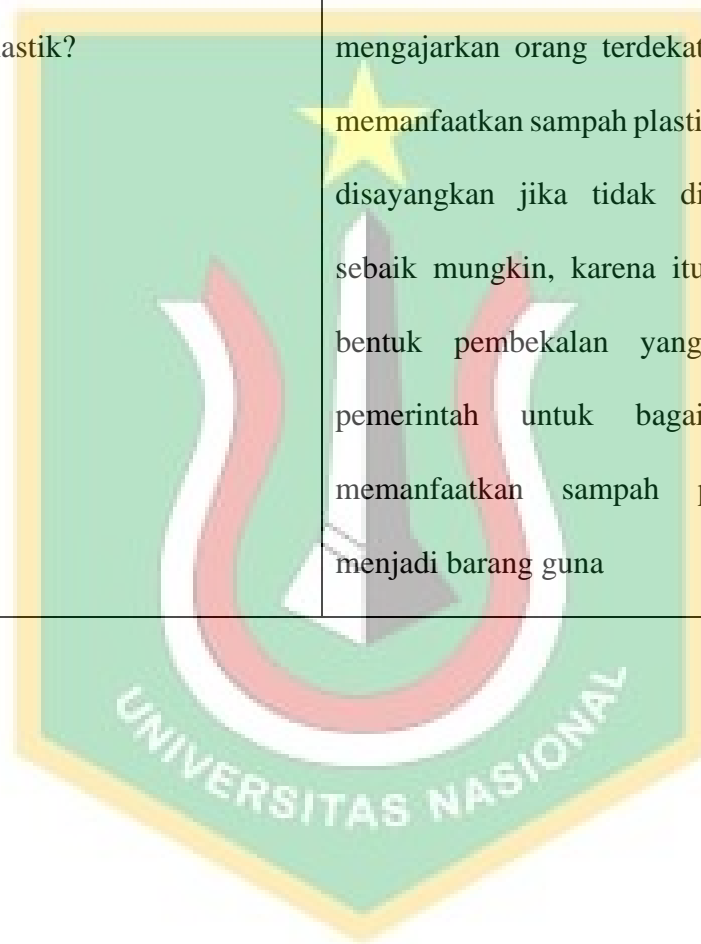 astik?
mengajarkan orang terdekat
memanfaatkan sampah plasti
disayangkan jika tidak di
sebaik mungkin, karena itu
bentuk pembekalan yang
pemerintah untuk bagai
memanfaatkan sampah p
menjadi barang guna
UNIVERSITAS NASIONAL